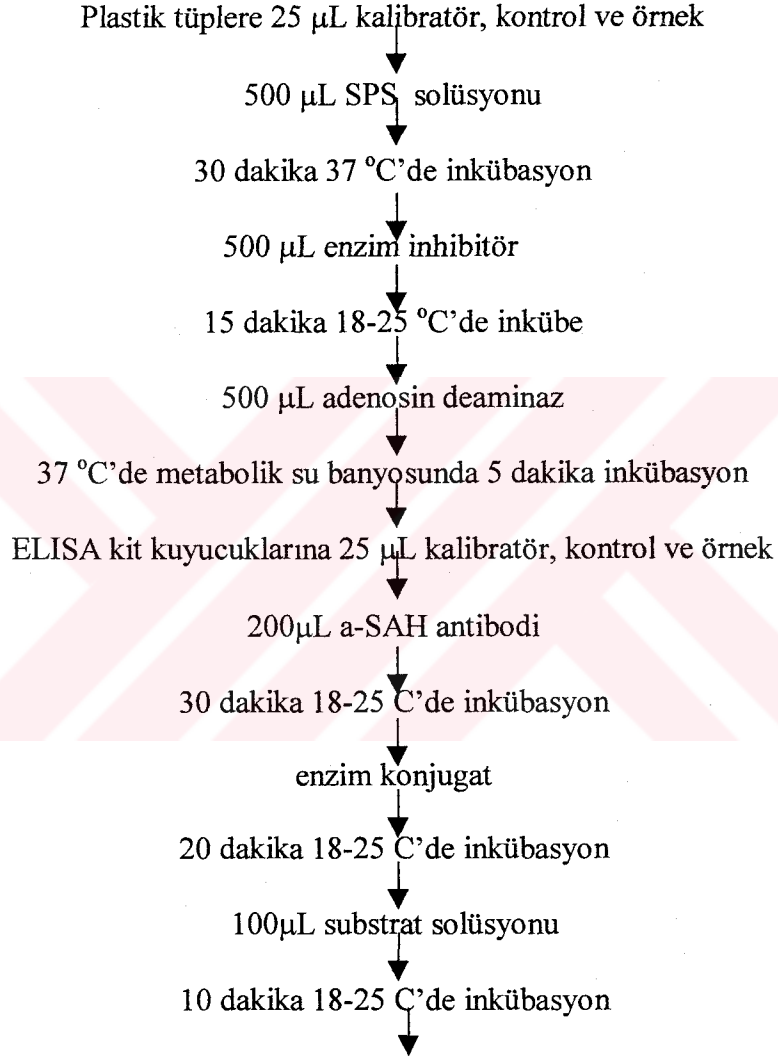 Plastik tüplere 25 µL kalibratör, kontrol ve örnek
500 µL SPS solüsyonu
30 dakika 37 °C'de inkübasyon
500 µL enzim inhibitör
15 dakika 18-25 °C'de inkübe
500 µL adenosin deaminaz
37 °C'de metabolik su banyosunda 5 dakika inkübasyon
ELISA kit kuyucuklarına 25 µL kalibratör, kontrol ve örnek
200µL a-SAH antibodi
30 dakika 18-25 C'de inkübasyon
enzim konjugat
20 dakika 18-25 C'de inkübasyon
100µL substrat solüsyonu
10 dakika 18-25 C'de inkübasyon